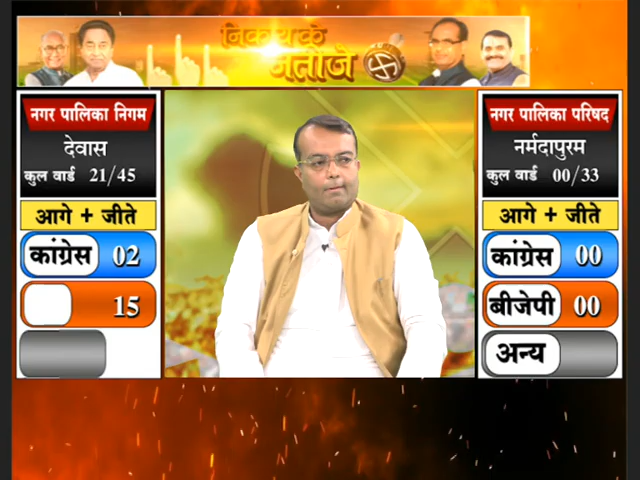 निकाय के
नतीजे
नगर पालिका निगम
देवास
कुल वार्ड 21/45
आगे + जीते
कांग्रेस 02
15
नगर पालिका परिषद
नर्मदापुरम
कुल वार्ड 00/33
आगे + जीते
कांग्रेस 00
बीजेपी 00
अन्य